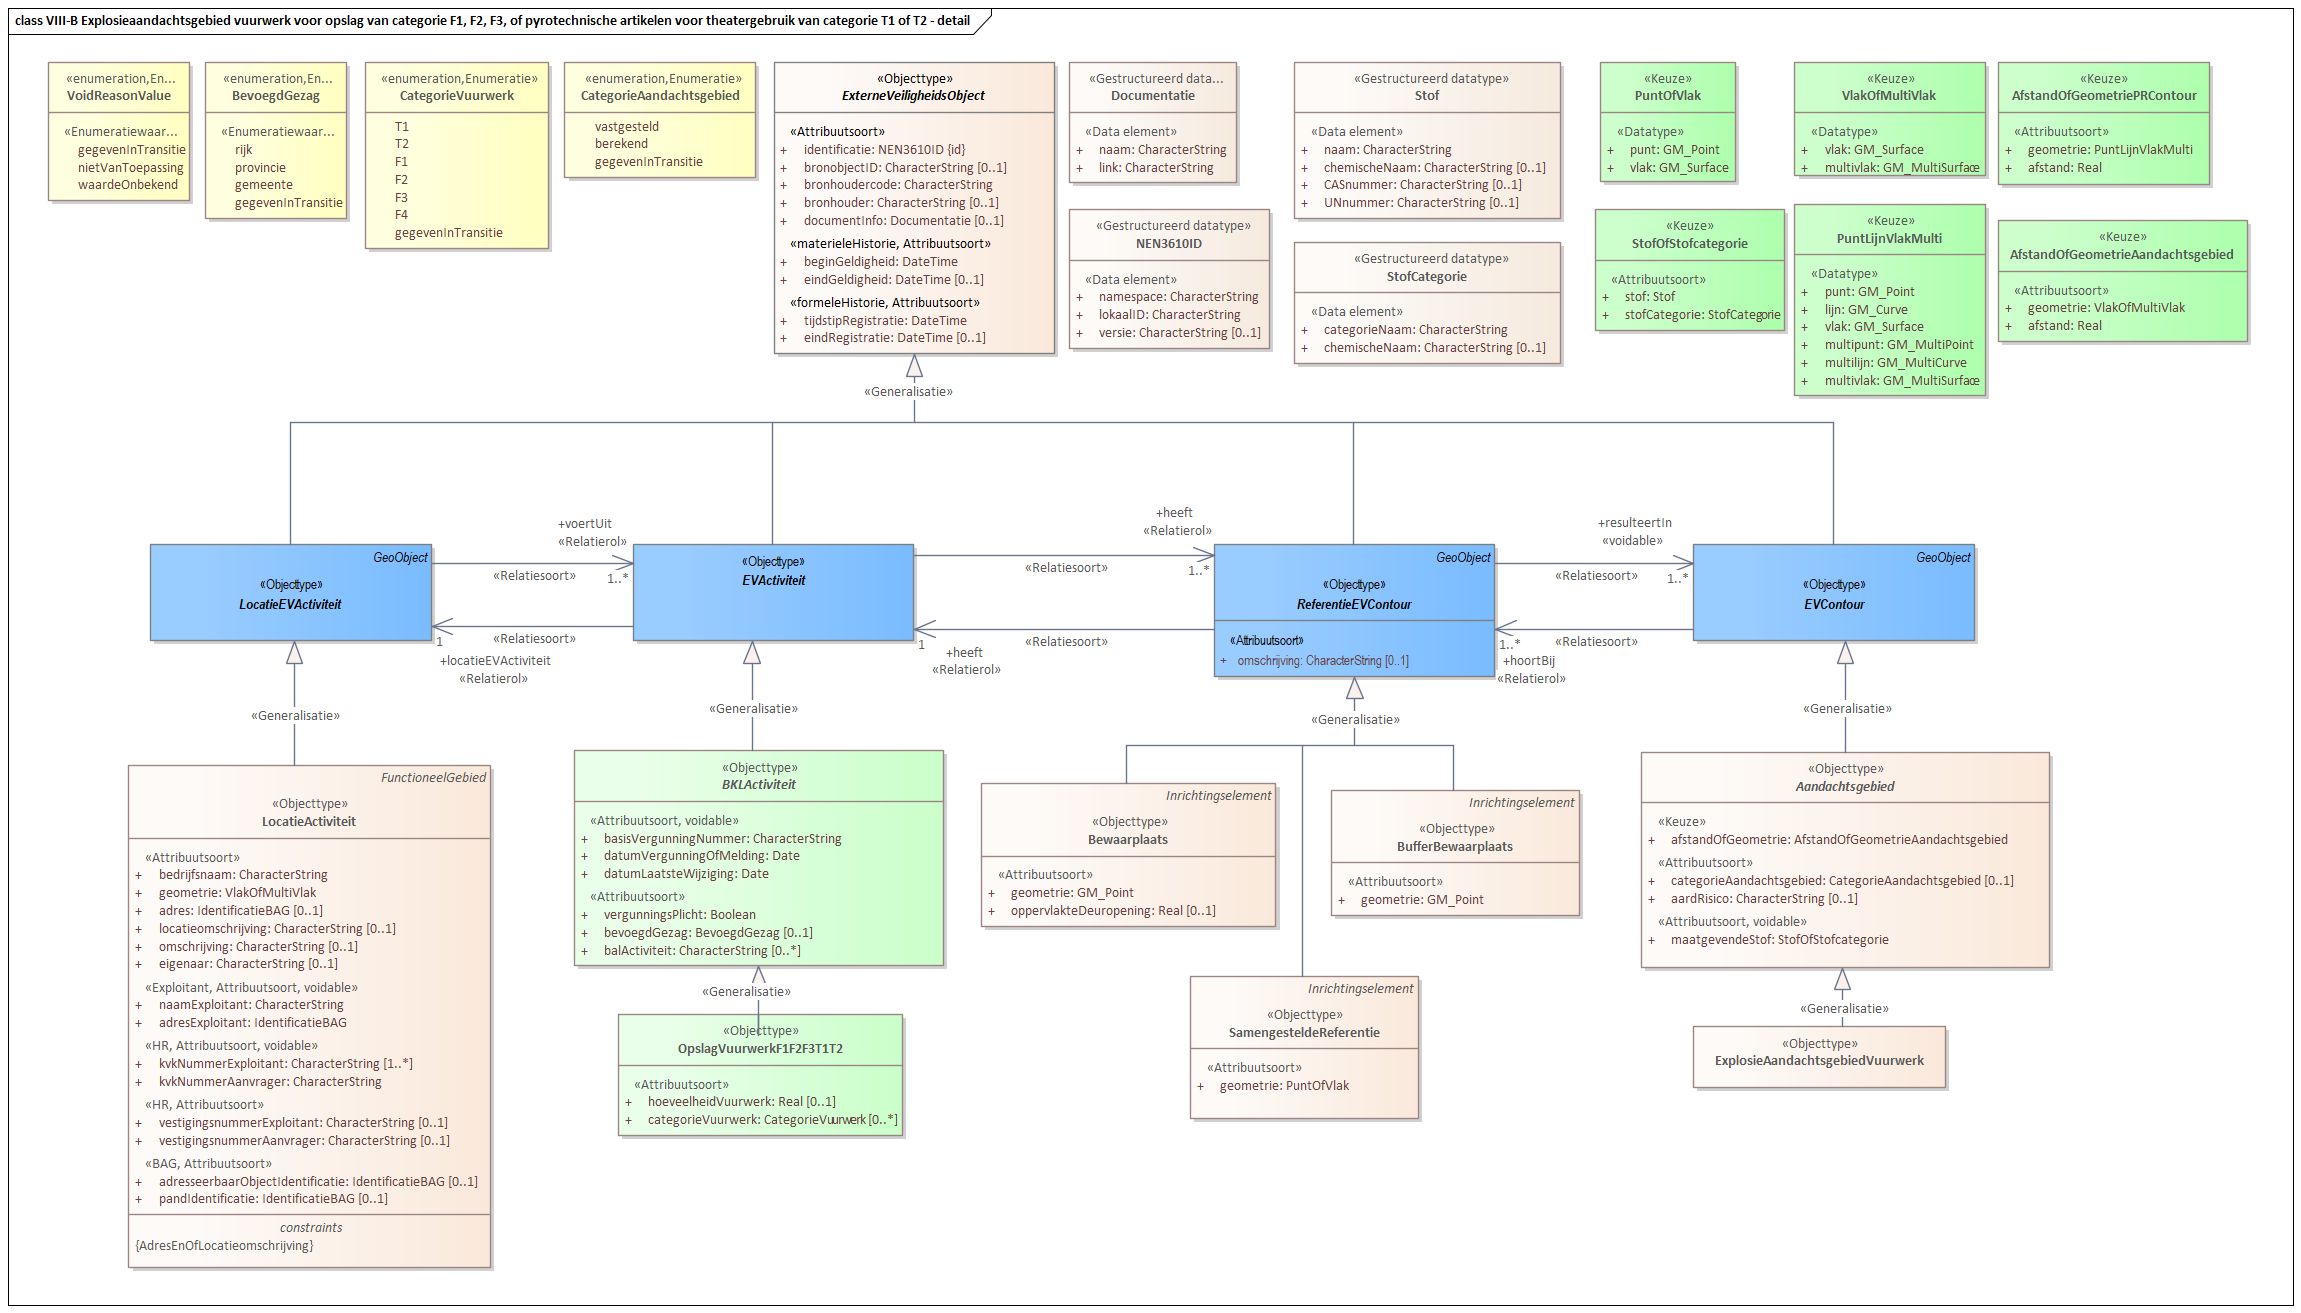 class VIII-B Explosieaandachtsgebied vuurwerk voor opslag van categorie F1, F2, F3, of pyrotechnische artikelen voor theatergebruik van categorie T1 of T2 - detail
«enumeration,En...
VoidReasonValue
«Enumeratiewaar...
gegevenInTransitie
nietVanToepassing
waardeOnbekend
«enumeration,En...
BevoegdGezag
«Enumeratiewaar...
rijk
provincie
gemeente
gegevenInTransitie
«enumeration,Enumeratie»
CategorieVuurwerk
T1
T2
F1
F2
F3
F4
gegevenInTransitie
«enumeration,Enumeratie»
CategorieAandachtsgebied
vastgesteld
berekend
gegevenInTransitie
«Objecttype»
ExterneVeiligheidsObject
«Attribuutsoort»
+ identificatie: NEN3610ID {id}
+ bronobjectID: CharacterString [0..1]
+ bronhoudercode: CharacterString
+ bronhouder: CharacterString [0..1]
+ documentInfo: Documentatie [0..1]
«materieleHistorie, Attribuutsoort»
+ beginGeldigheid: DateTime
+ eindGeldigheid: DateTime [0..1]
«formeleHistorie, Attribuutsoort»
+ tijdstipRegistratie: DateTime
+ eindRegistratie: DateTime [0..1]
«Gestructureerd data...
Documentatie
«Data element»
+ naam: CharacterString
+ link: CharacterString
«Gestructureerd datatype»
NEN3610ID
«Data element»
+ namespace: CharacterString
+ lokaalID: CharacterString
+ versie: CharacterString [0..1]
«Gestructureerd datatype»
Stof
«Data element»
+ naam: CharacterString
+ chemischeNaam: CharacterString [0..1]
+ CASnummer: CharacterString [0..1]
+ UNnummer: CharacterString [0..1]
«Gestructureerd datatype»
StofCategorie
«Data element»
+ categorieNaam: CharacterString
+ chemischeNaam: CharacterString [0..1]
«Keuze»
PuntOfVlak
«Datatype»
+ punt: GM_Point
+ vlak: GM_Surface
«Keuze»
StofOfStofcategorie
«Attribuutsoort»
+ stof: Stof
+ stofCategorie: StofCategorie
«Keuze»
VlakOfMultiVlak
«Datatype»
+ vlak: GM_Surface
+ multivlak: GM_MultiSurface
«Keuze»
PuntLijnVlakMulti
«Datatype»
+ punt: GM_Point
+ lijn: GM_Curve
+ vlak: GM_Surface
+ multipunt: GM_MultiPoint
+ multilijn: GM_MultiCurve
+ multivlak: GM_MultiSurface
«Keuze»
AfstandOfGeometriePRContour
«Attribuutsoort»
+ geometrie: PuntLijnVlakMulti
+ afstand: Real
«Keuze»
AfstandOfGeometrieAandachtsgebied
«Attribuutsoort»
+ geometrie: VlakOfMultiVlak
+ afstand: Real
«Generalisatie»
GeoObject
«Objecttype»
LocatieEVActiviteit
+voertUit
«Relatierol»
«Relatiesoort»
1..*
«Relatiesoort»
1
+locatieEVActiviteit
«Relatierol»
«Objecttype»
EVActiviteit
+heeft
«Relatierol»
«Relatiesoort»
1..*
«Relatiesoort»
1
+heeft
«Relatierol»
GeoObject
«Objecttype»
ReferentieEVContour
«Attribuutsoort»
+ omschrijving: CharacterString [0..1]
+resulteertIn
«voidable»
«Relatiesoort»
1..*
«Relatiesoort»
1..*
+hoortBij
«Relatierol»
GeoObject
«Objecttype»
EVContour
«Generalisatie»
«Generalisatie»
«Generalisatie»
«Generalisatie»
FunctioneelGebied
«Objecttype»
LocatieActiviteit
«Attribuutsoort»
+ bedrijfsnaam: CharacterString
+ geometrie: VlakOfMultiVlak
+ adres: IdentificatieBAG [0..1]
+ locatieomschrijving: CharacterString [0..1]
+ omschrijving: CharacterString [0..1]
+ eigenaar: CharacterString [0..1]
«Exploitant, Attribuutsoort, voidable»
+ naamExploitant: CharacterString
+ adresExploitant: IdentificatieBAG
«HR, Attribuutsoort, voidable»
+ kvkNummerExploitant: CharacterString [1..*]
+ kvkNummerAanvrager: CharacterString
«HR, Attribuutsoort»
+ vestigingsnummerExploitant: CharacterString [0..1]
+ vestigingsnummerAanvrager: CharacterString [0..1]
«BAG, Attribuutsoort»
+ adresseerbaarObjectIdentificatie: IdentificatieBAG [0..1]
+ pandIdentificatie: IdentificatieBAG [0..1]
constraints
{AdresEnOfLocatieomschrijving}
«Objecttype»
BKLActiviteit
«Attribuutsoort, voidable»
+ basisVergunningNummer: CharacterString
+ datumVergunningOfMelding: Date
+ datumLaatsteWijziging: Date
«Attribuutsoort»
+ vergunningsPlicht: Boolean
+ bevoegdGezag: BevoegdGezag [0..1]
+ balActiviteit: CharacterString [0..*]
«Generalisatie»
«Objecttype»
OpslagVuurwerkF1F2F3T1T2
«Attribuutsoort»
+ hoeveelheidVuurwerk: Real [0..1]
+ categorieVuurwerk: CategorieVuurwerk [0..*]
Inrichtingselement
«Objecttype»
Bewaarplaats
«Attribuutsoort»
+ geometrie: GM_Point
+ oppervlakteDeuropening: Real [0..1]
Inrichtingselement
«Objecttype»
BufferBewaarplaats
«Attribuutsoort»
+ geometrie: GM_Point
Inrichtingselement
«Objecttype»
SamengesteldeReferentie
«Attribuutsoort»
+ geometrie: PuntOfVlak
«Objecttype»
Aandachtsgebied
«Keuze»
+ afstandOfGeometrie: AfstandOfGeometrieAandachtsgebied
«Attribuutsoort»
+ categorieAandachtsgebied: CategorieAandachtsgebied [0..1]
+ aardRisico: CharacterString [0..1]
«Attribuutsoort, voidable»
+ maatgevendeStof: StofOfStofcategorie
«Generalisatie»
«Objecttype»
ExplosieAandachtsgebiedVuurwerk